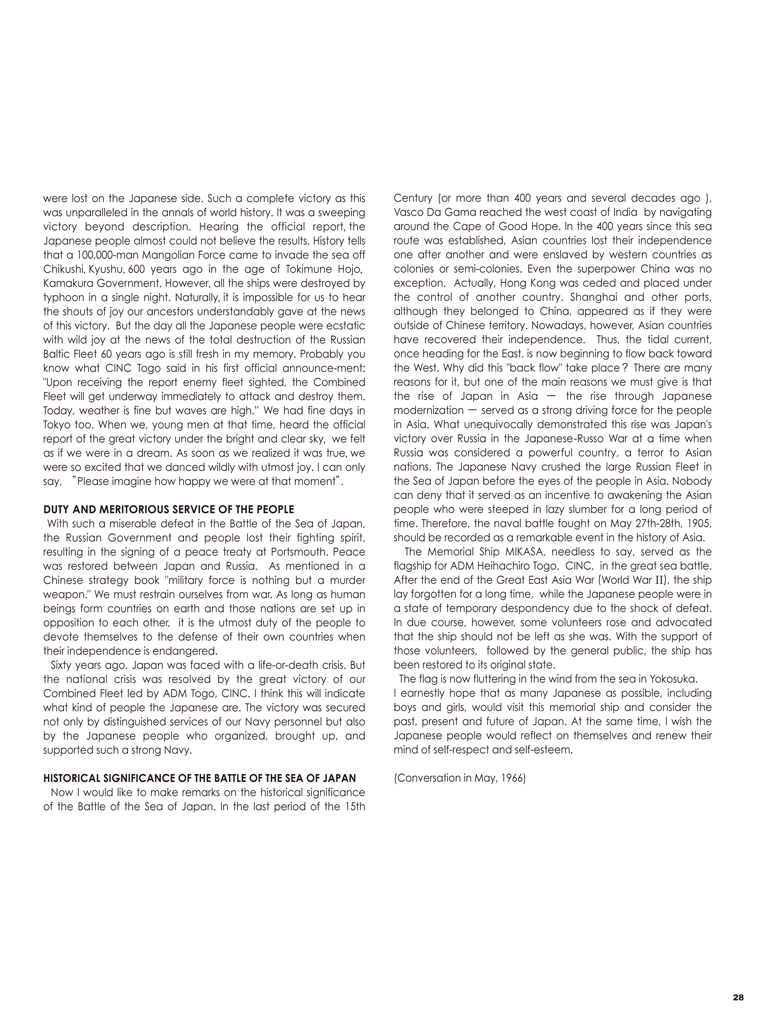 were lost on the Japanese side. Such a complete victory as this
was unparalleled in the annals of world history. It was a sweeping
victory beyond description. Hearing the official report, the
Japanese people almost could not believe the results. History tells
that a 100,000-man Mangolian Force came to invade the sea off
Chikushi, Kyushu, 600 years ago in the age of Tokimune Hojo,
Kamakura Government. However, all the ships were destroyed by
typhoon in a single night. Naturally, it is impossible for us to hear
the shouts of joy our ancestors understandably gave at the news
of this victory. But the day all the Japanese people were ecstatic
with wild joy at the news of the total destruction of the Russian
Baltic Fleet 60 years ago is still fresh in my memory. Probably you
know what CINC Togo said in his first official announce-ment:
"Upon receiving the report enemy fleet sighted, the Combined
Fleet will get underway immediately to attack and destroy them.
Today, weather is fine but waves are high." We had fine days in
Tokyo too. When we, young men at that time, heard the official
report of the great victory under the bright and clear sky, we felt
as if we were in a dream. As soon as we realized it was true, we
were so excited that we danced wildly with utmost joy. I can only
say, "Please imagine how happy we were at that moment".
DUTY AND MERITORIOUS SERVICE OF THE PEOPLE
With such a miserable defeat in the Battle of the Sea of Japan,
the Russian Government and people lost their fighting spirit,
resulting in the signing of a peace treaty at Portsmouth. Peace
was restored between Japan and Russia. As mentioned in a
Chinese strategy book "military force is nothing but a murder
weapon." We must restrain ourselves from war. As long as human
beings form countries on earth and those nations are set up in
opposition to each other, it is the utmost duty of the people to
devote themselves to the defense of their own countries when
their independence is endangered.
Sixty years ago, Japan was faced with a life-or-death crisis. But
the national crisis was resolved by the great victory of our
Combined Fleet led by ADM Togo, CINC. I think this will indicate
what kind of people the Japanese are. The victory was secured
not only by distinguished services of our Navy personnel but also
by the Japanese people who organized, brought up, and
supported such a strong Navy.
HISTORICAL SIGNIFICANCE OF THE BATTLE OF THE SEA OF JAPAN
Now I would like to make remarks on the historical significance
of the Battle of the Sea of Japan. In the last period of the 15th
Century (or more than 400 years and several decades ago ),
Vasco Da Gama reached the west coast of India by navigating
around the Cape of Good Hope. In the 400 years since this sea
route was established, Asian countries lost their independence
one after another and were enslaved by western countries as
colonies or semi-colonies. Even the superpower China was no
exception. Actually, Hong Kong was ceded and placed under
the control of another country. Shanghai and other ports,
although they belonged to China, appeared as if they were
outside of Chinese territory. Nowadays, however, Asian countries
have recovered their independence. Thus, the tidal current,
once heading for the East, is now beginning to flow back toward
the West. Why did this "back flow" take place? There are many
reasons for it, but one of the main reasons we must give is that
the rise of Japan in Asia — the rise through Japanese
modernization — served as a strong driving force for the people
in Asia. What unequivocally demonstrated this rise was Japan's
victory over Russia in the Japanese-Russo War at a time when
Russia was considered a powerful country, a terror to Asian
nations. The Japanese Navy crushed the large Russian Fleet in
the Sea of Japan before the eyes of the people in Asia. Nobody
can deny that it served as an incentive to awakening the Asian
people who were steeped in lazy slumber for a long period of
time. Therefore, the naval battle fought on May 27th-28th, 1905,
should be recorded as a remarkable event in the history of Asia.
The Memorial Ship MIKASA, needless to say, served as the
flagship for ADM Heihachiro Togo, CINC, in the great sea battle.
After the end of the Great East Asia War (World War II), the ship
lay forgotten for a long time, while the Japanese people were in
a state of temporary despondency due to the shock of defeat.
In due course, however, some volunteers rose and advocated
that the ship should not be left as she was. With the support of
those volunteers, followed by the general public, the ship has
been restored to its original state.
The flag is now fluttering in the wind from the sea in Yokosuka.
I earnestly hope that as many Japanese as possible, including
boys and girls, would visit this memorial ship and consider the
past, present and future of Japan. At the same time, I wish the
Japanese people would reflect on themselves and renew their
mind of self-respect and self-esteem.
(Conversation in May, 1966)
28